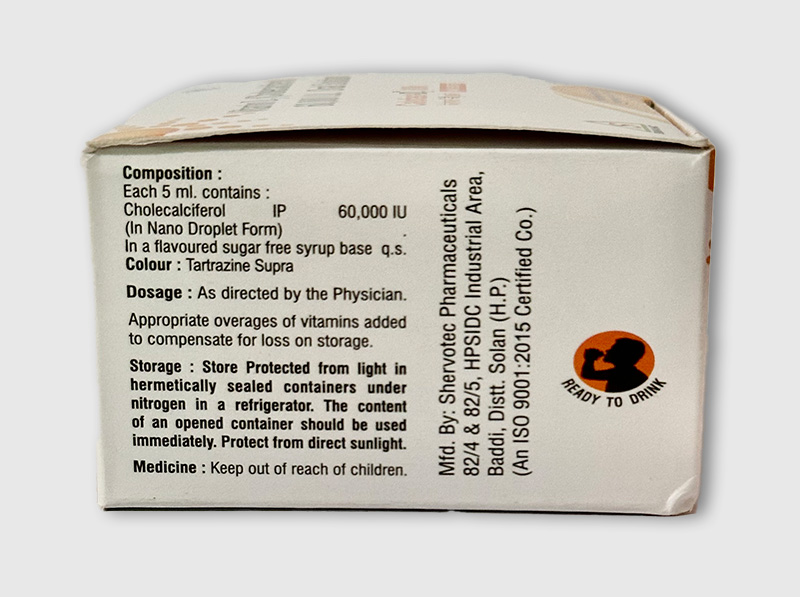 Composition :
Each 5 ml. contains :
Cholecalciferol IP 60,000 IU
(In Nano Droplet Form)
In a flavoured sugar free syrup base q.s.
Colour : Tartrazine Supra
Dosage : As directed by the Physician.
Appropriate overages of vitamins added
to compensate for loss on storage.
Storage : Store Protected from light in
hermetically sealed containers under
nitrogen in a refrigerator. The content
of an opened container should be used
immediately. Protect from direct sunlight.
Medicine : Keep out of reach of children.
Mfd. By: Shervotec Pharmaceuticals
82/4 & 82/5, HPSIDC Industrial Area,
Baddi, Distt. Solan (H.P.)
(An ISO 9001:2015 Certified Co.)
READY TO DRINK